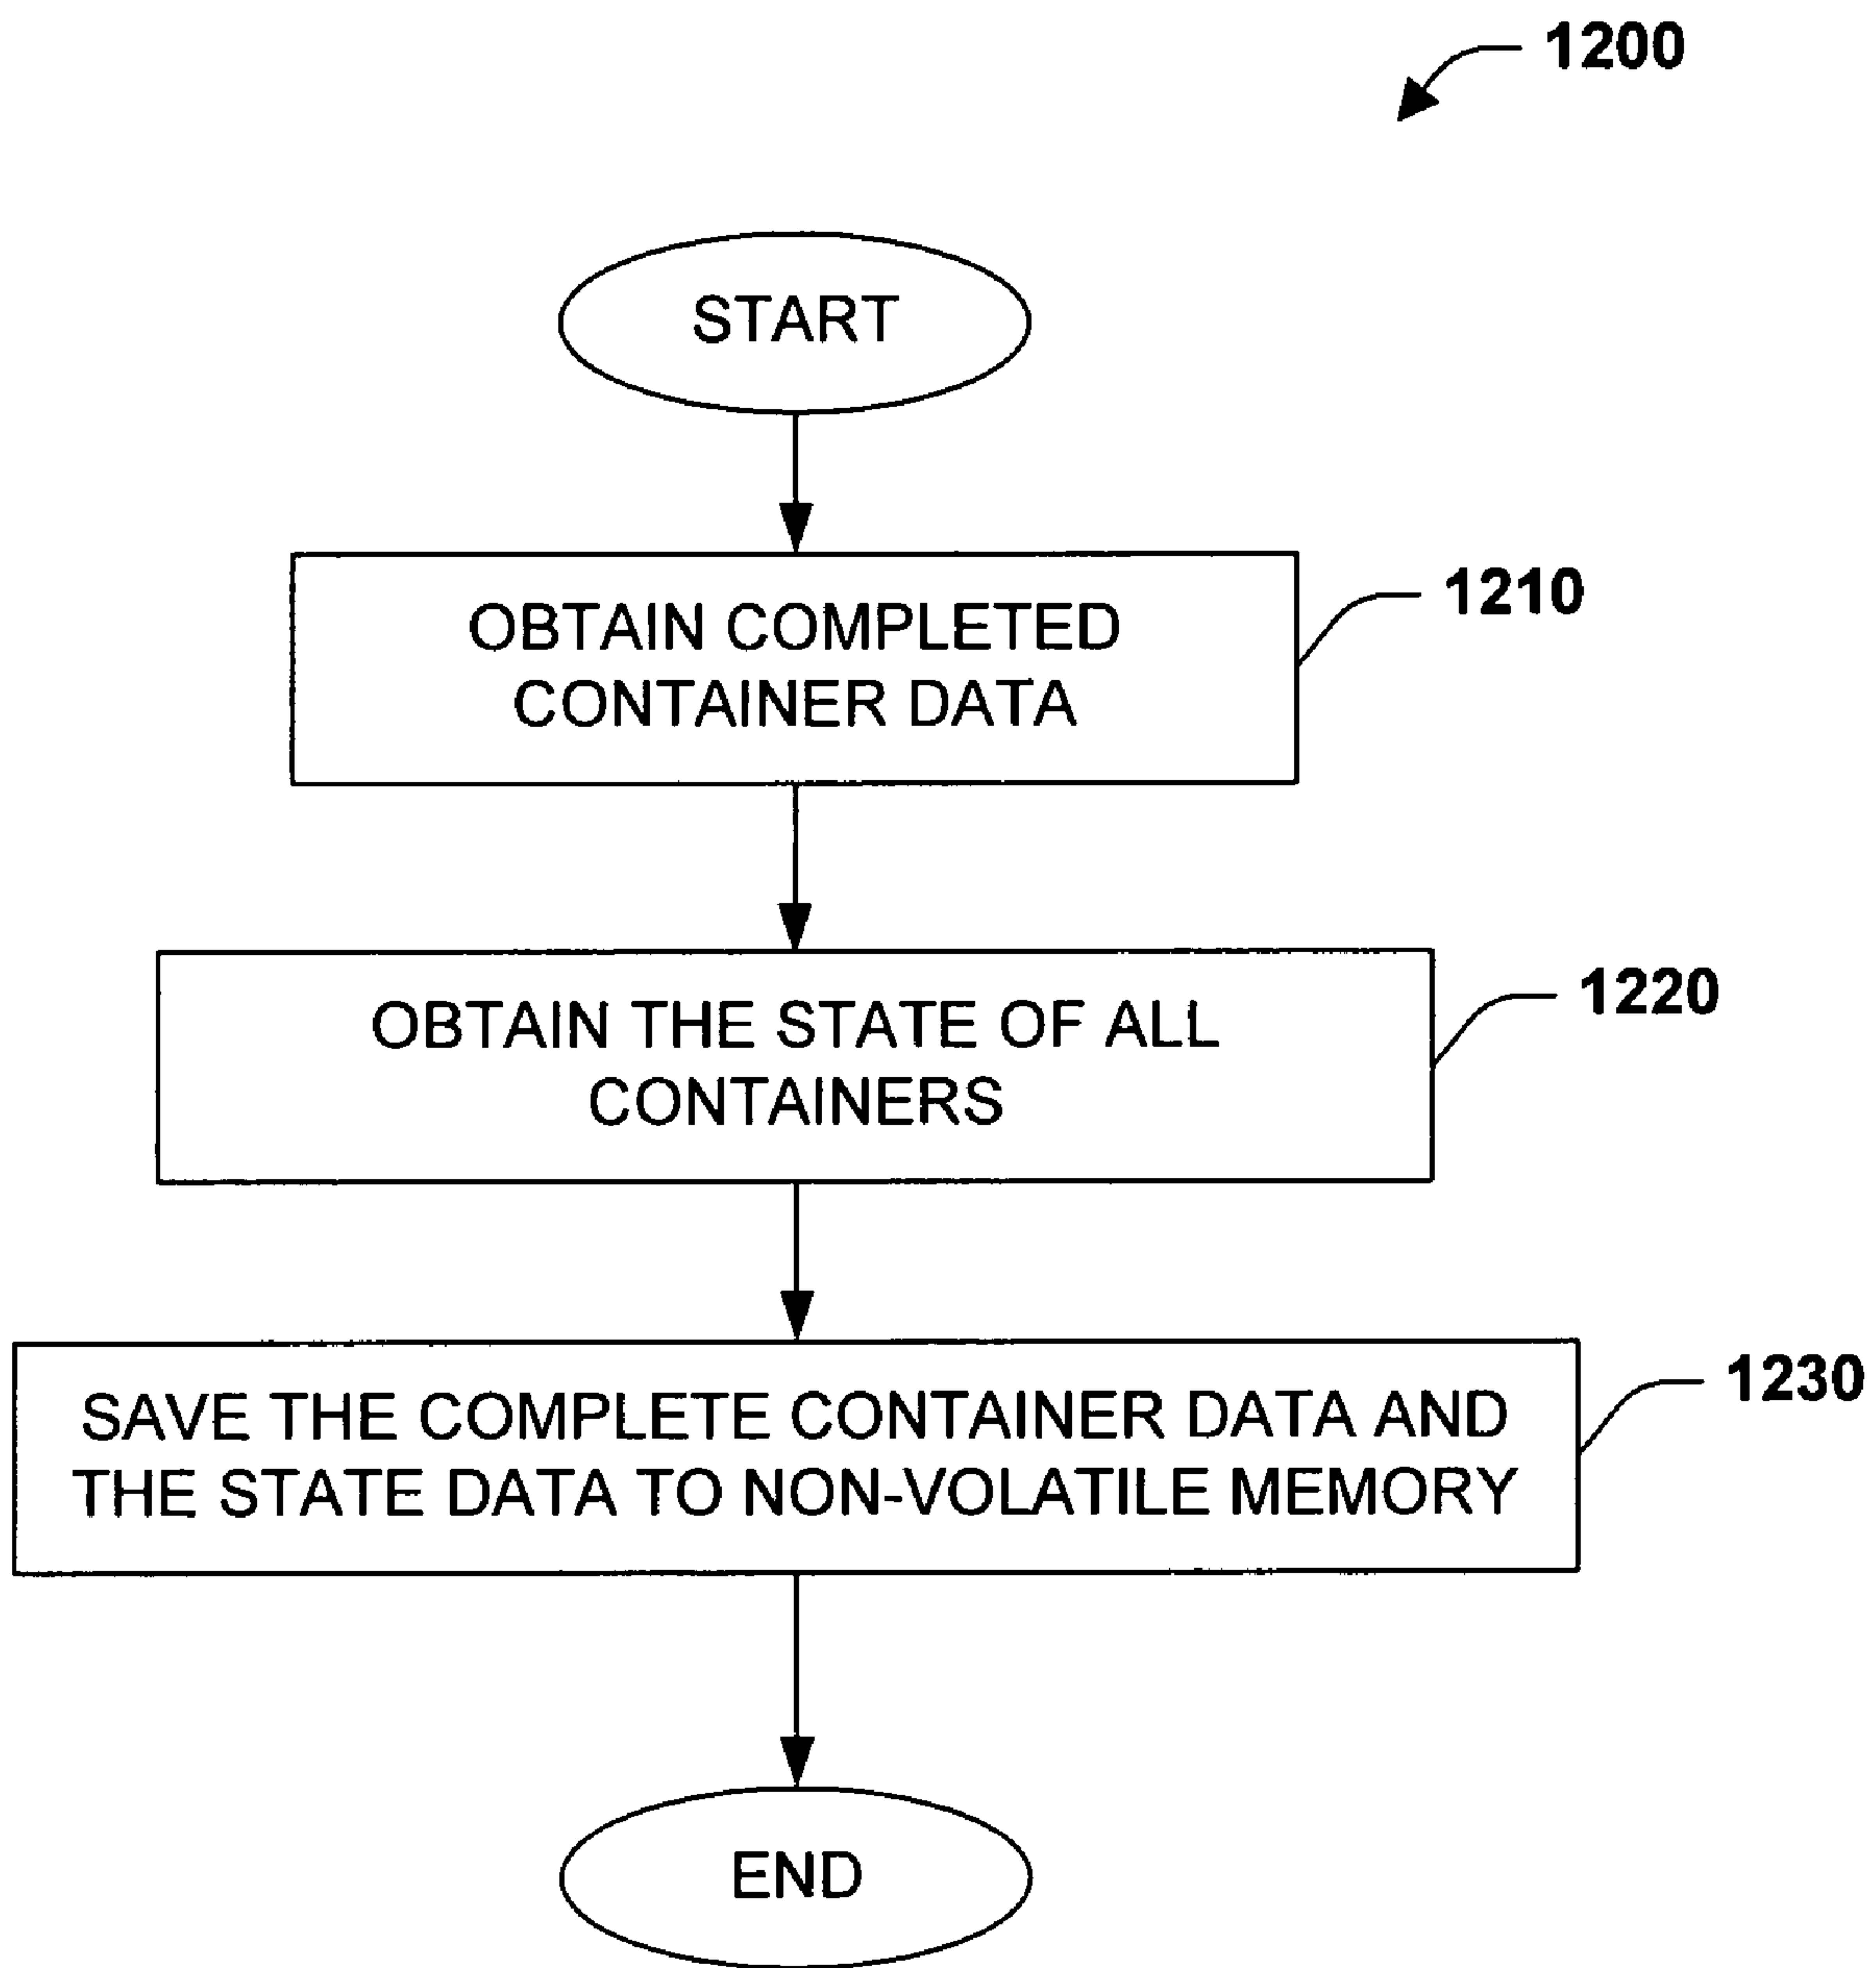 1200
START
OBTAIN COMPLETED
CONTAINER DATA
1210
OBTAIN THE STATE OF ALL
CONTAINERS
1220
SAVE THE COMPLETE CONTAINER DATA AND
THE STATE DATA TO NON-VOLATILE MEMORY
1230
END